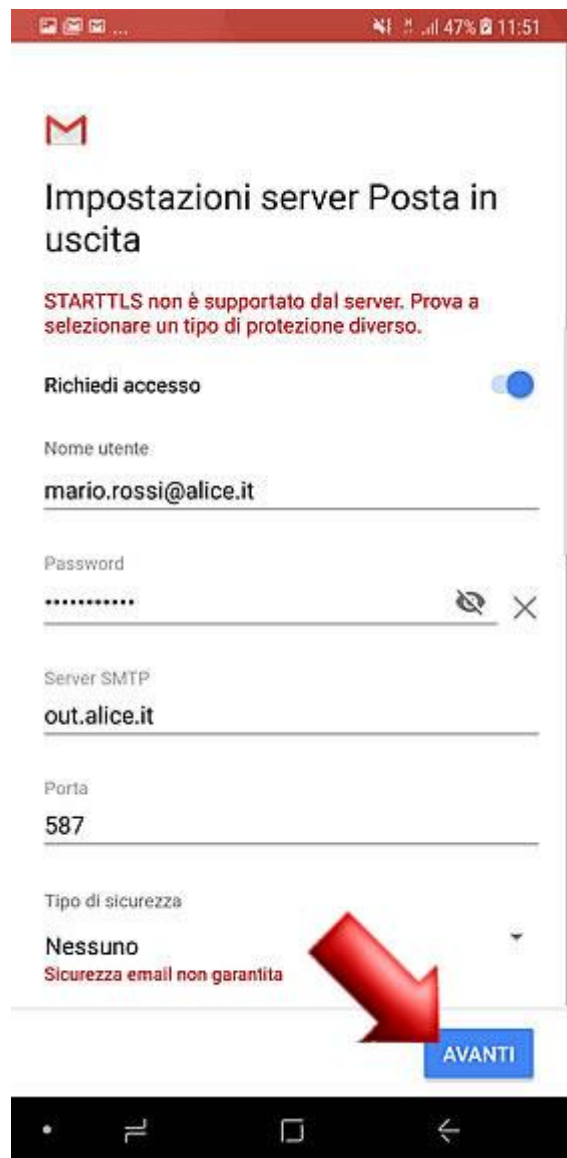 ... 47% 11:51
Impostazioni server Posta in
uscita
STARTTLS non è supportato dal server. Prova a
selezionare un tipo di protezione diverso.
Richiedi accesso
Nome utente
mario.rossi@alice.it
Password
•••••••••••
Server SMTP
out.alice.it
Porta
587
Tipo di sicurezza
Nessuno
Sicurezza email non garantita
AVANTI